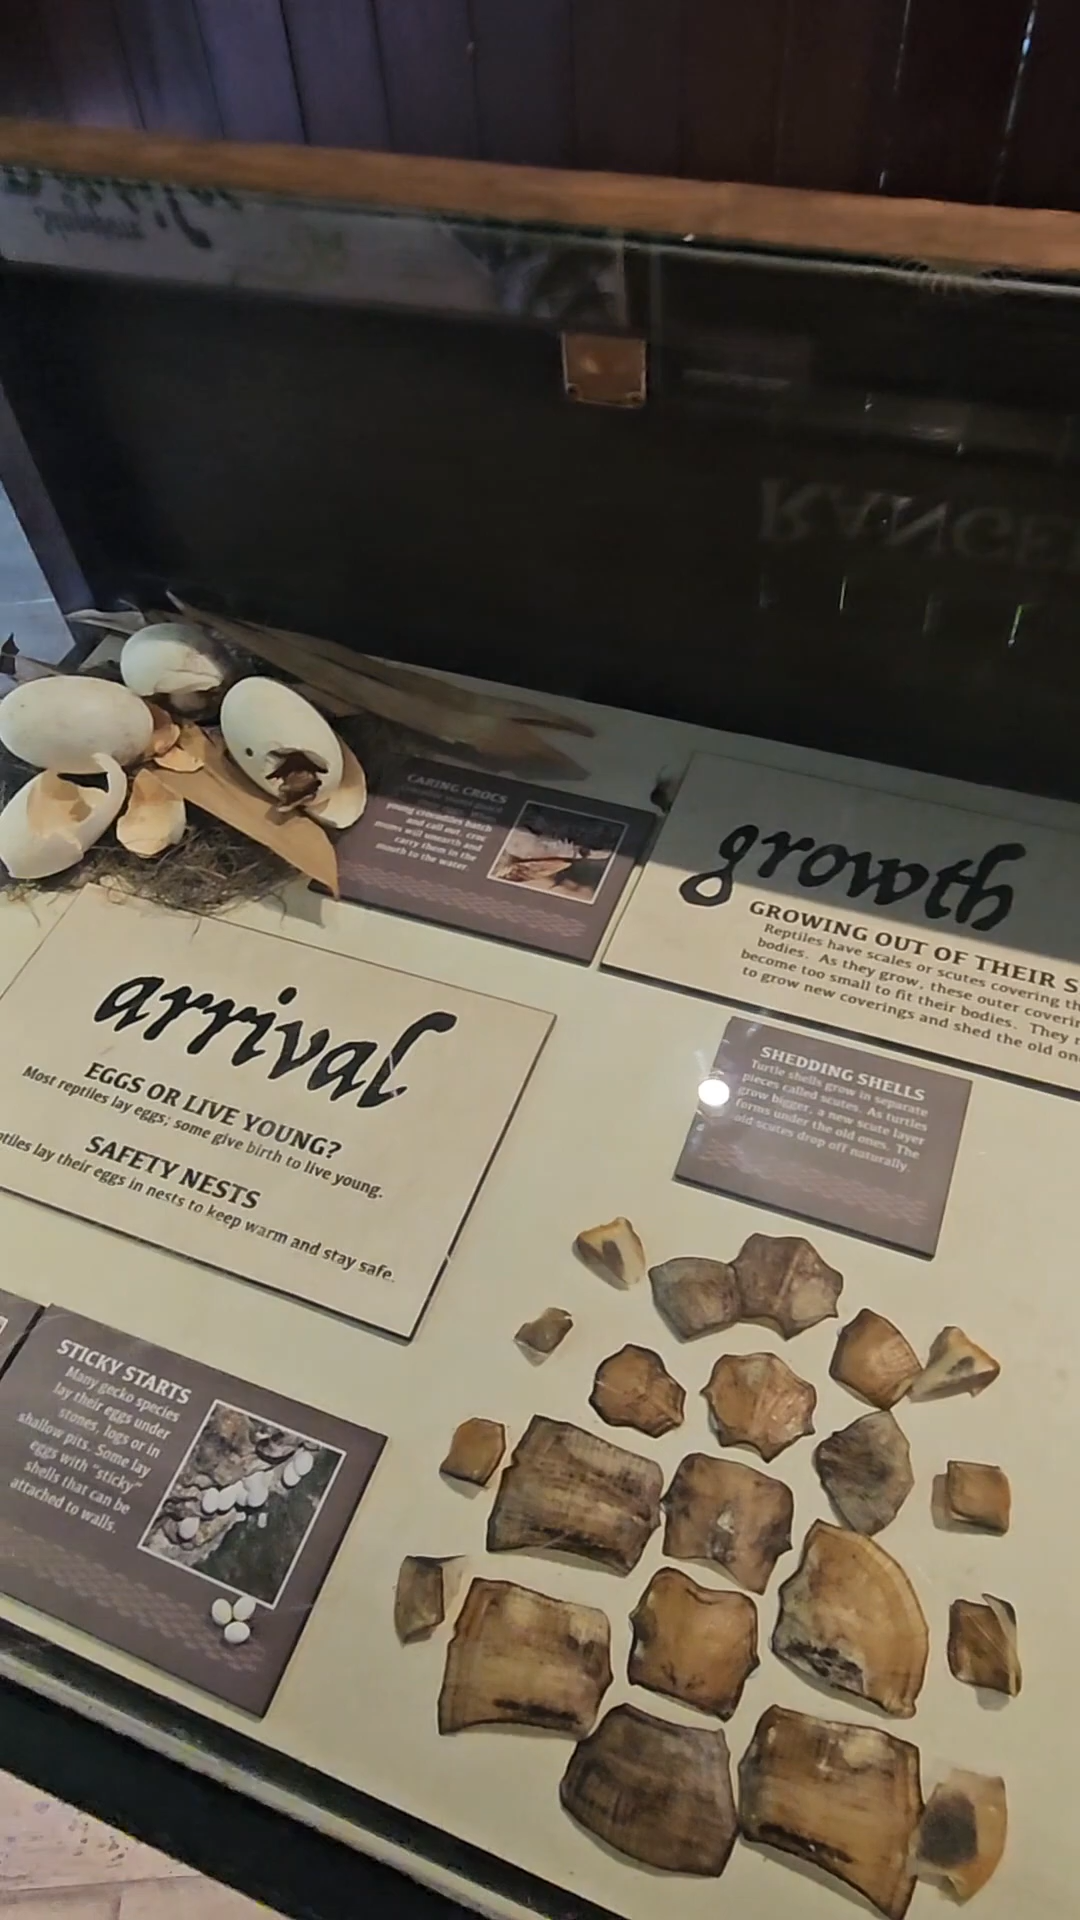 CARING CROCS
young crocodiles hatch
and call out, croc
moms will unearth and
carry them in the
mouth to the water.
growth
GROWING OUT OF THEIR S
Reptiles have scales or scutes covering th
bodies. As they grow, these outer coverin
become too small to fit their bodies. They
to grow new coverings and shed the old one
arrival
EGGS OR LIVE YOUNG?
Most reptiles lay eggs; some give birth to live young.
SAFETY NESTS
ptiles lay their eggs in nests to keep warm and stay safe.
SHEDDING SHELLS
Turtle shells grow in separate
pieces called scutes. As turtles
grow bigger, a new scute layer
forms under the old ones. The
old scutes drop off naturally.
STICKY STARTS
Many gecko species
lay their eggs under
stones, logs or in
shallow pits. Some lay
eggs with "sticky"
shells that can be
attached to walls.